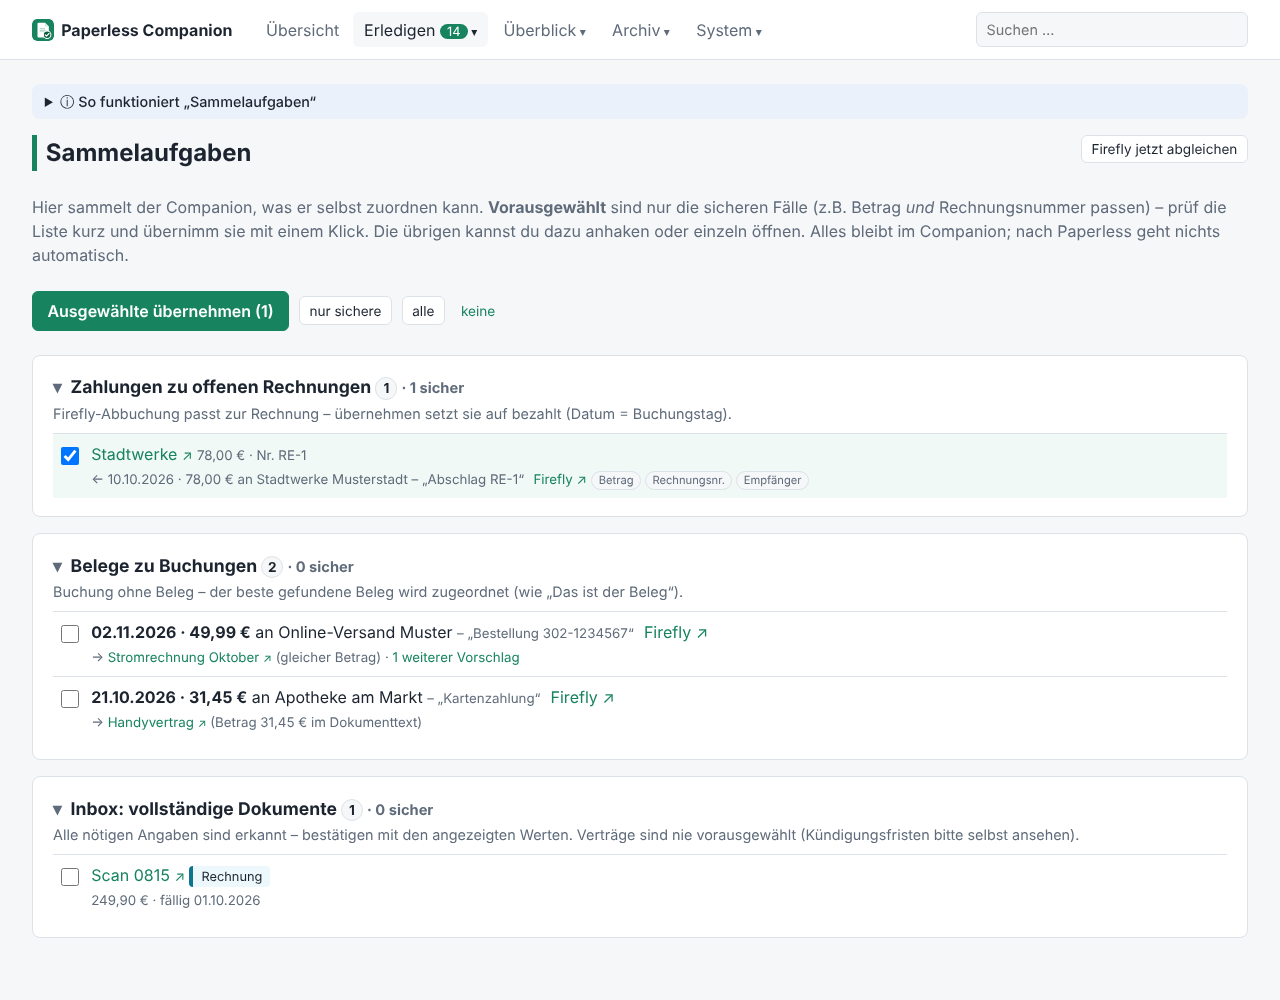 Paperless Companion Übersicht Erledigen 14 ▾ Überblick ▾ Archiv ▾ System ▾ Suchen …
▶ ⓘ So funktioniert „Sammelaufgaben“
Sammelaufgaben
Firefly jetzt abgleichen
Hier sammelt der Companion, was er selbst zuordnen kann. Vorausgewählt sind nur die sicheren Fälle (z.B. Betrag und Rechnungsnummer passen) – prüf die
Liste kurz und übernimm sie mit einem Klick. Die übrigen kannst du dazu anhaken oder einzeln öffnen. Alles bleibt im Companion; nach Paperless geht nichts
automatisch.
Ausgewählte übernehmen (1) nur sichere alle keine
▼ Zahlungen zu offenen Rechnungen 1 · 1 sicher
Firefly-Abbuchung passt zur Rechnung – übernehmen setzt sie auf bezahlt (Datum = Buchungstag).
Stadtwerke ↗ 78,00 € · Nr. RE-1
← 10.10.2026 · 78,00 € an Stadtwerke Musterstadt – „Abschlag RE-1“ Firefly ↗ Betrag Rechnungsnr. Empfänger
▼ Belege zu Buchungen 2 · 0 sicher
Buchung ohne Beleg – der beste gefundene Beleg wird zugeordnet (wie „Das ist der Beleg“).
02.11.2026 · 49,99 € an Online-Versand Muster – „Bestellung 302-1234567“ Firefly ↗
→ Stromrechnung Oktober ↗ (gleicher Betrag) · 1 weiterer Vorschlag
21.10.2026 · 31,45 € an Apotheke am Markt – „Kartenzahlung“ Firefly ↗
→ Handyvertrag ↗ (Betrag 31,45 € im Dokumenttext)
▼ Inbox: vollständige Dokumente 1 · 0 sicher
Alle nötigen Angaben sind erkannt – bestätigen mit den angezeigten Werten. Verträge sind nie vorausgewählt (Kündigungsfristen bitte selbst ansehen).
Scan 0815 ↗ Rechnung
249,90 € · fällig 01.10.2026